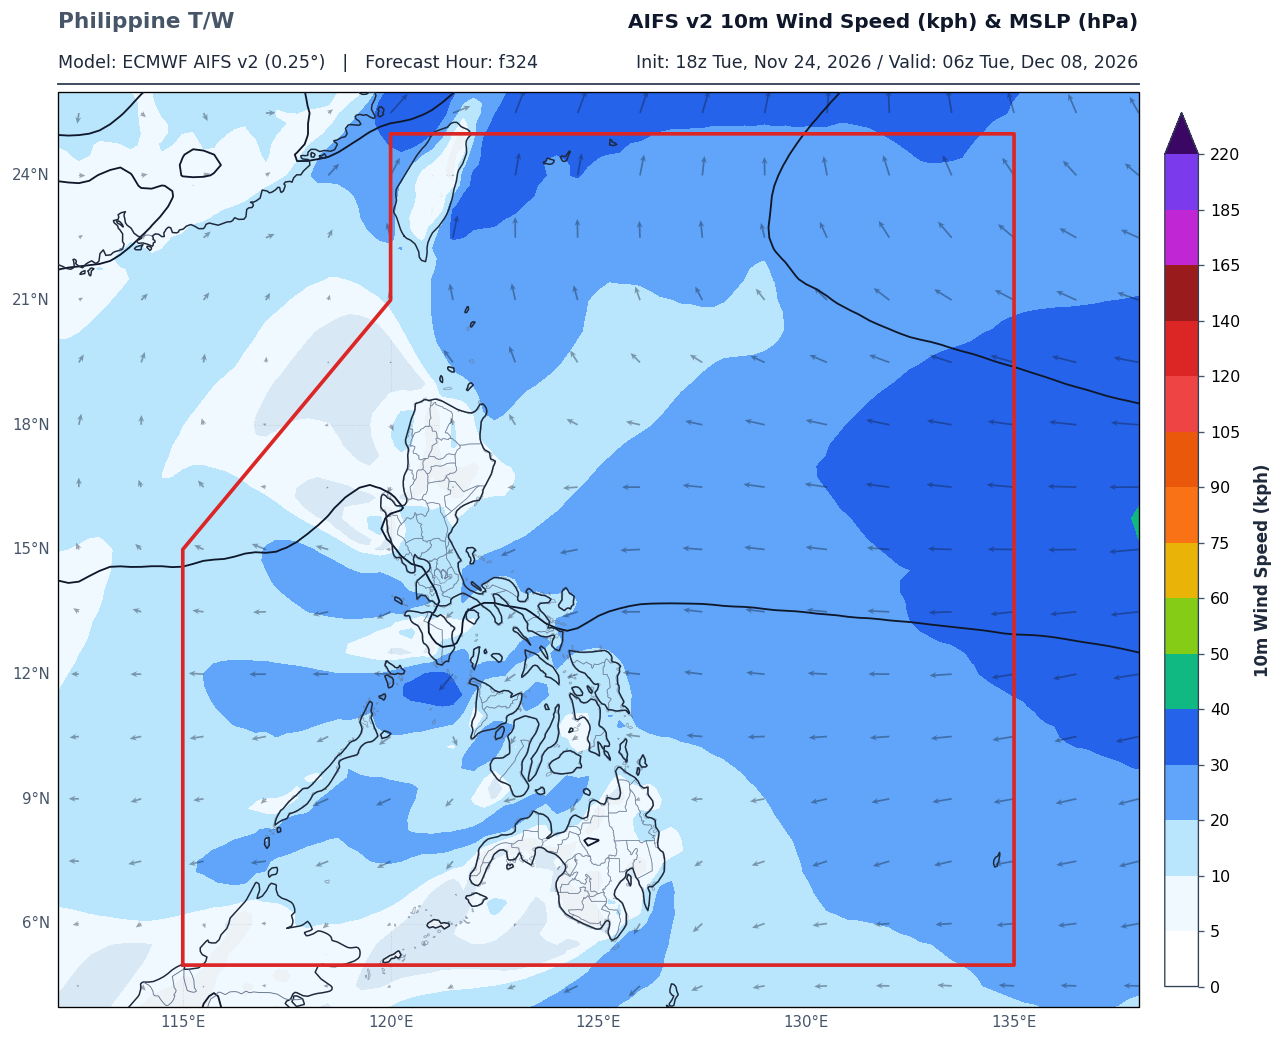 Philippine T/W
AIFS v2 10m Wind Speed (kph) & MSLP (hPa)
Model: ECMWF AIFS v2 (0.25°) | Forecast Hour: f324
Init: 18z Tue, Nov 24, 2026 / Valid: 06z Tue, Dec 08, 2026
24°N
21°N
18°N
15°N
12°N
9°N
6°N
115°E
120°E
125°E
130°E
135°E
220
185
165
140
120
105
90
75
60
50
40
30
20
10
5
0
10m Wind Speed (kph)